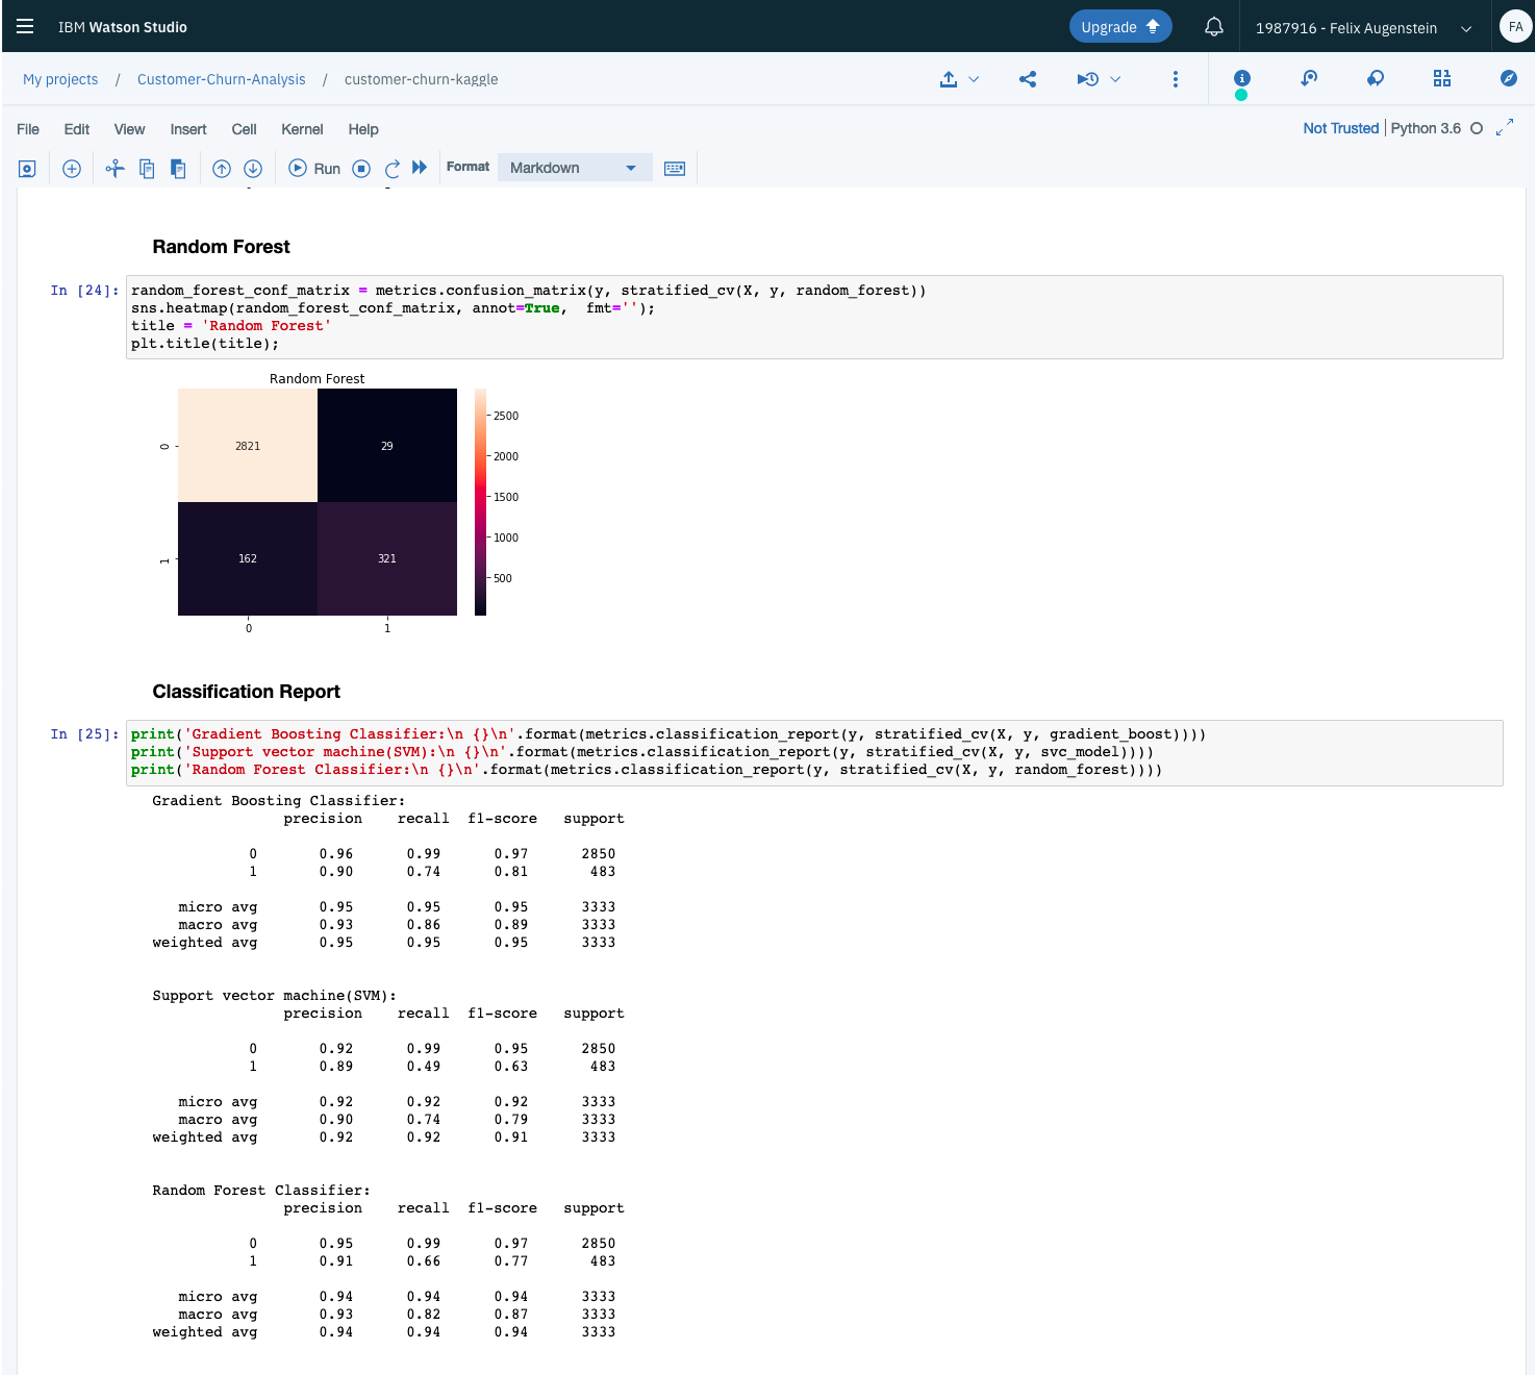 IBM Watson Studio
Upgrade
1987916 - Felix Augenstein
FA
My projects / Customer-Churn-Analysis / customer-churn-kaggle
File Edit View Insert Cell Kernel Help
Not Trusted Python 3.6
Run
Format
Markdown
Random Forest
In [24]:
random_forest_conf_matrix = metrics.confusion_matrix(y, stratified_cv(X, y, random_forest))
sns.heatmap(random_forest_conf_matrix, annot=True,  fmt='');
title = 'Random Forest'
plt.title(title);
Random Forest
0
2821
29
1
162
321
0
1
2500
2000
1500
1000
500
Classification Report
In [25]:
print('Gradient Boosting Classifier:\n {}\n'.format(metrics.classification_report(y, stratified_cv(X, y, gradient_boost))))
print('Support vector machine(SVM):\n {}\n'.format(metrics.classification_report(y, stratified_cv(X, y, svc_model))))
print('Random Forest Classifier:\n {}\n'.format(metrics.classification_report(y, stratified_cv(X, y, random_forest))))
Gradient Boosting Classifier:
precision recall f1-score support
0 0.96 0.99 0.97 2850
1 0.90 0.74 0.81 483
micro avg 0.95 0.95 0.95 3333
macro avg 0.93 0.86 0.89 3333
weighted avg 0.95 0.95 0.95 3333
Support vector machine(SVM):
precision recall f1-score support
0 0.92 0.99 0.95 2850
1 0.89 0.49 0.63 483
micro avg 0.92 0.92 0.92 3333
macro avg 0.90 0.74 0.79 3333
weighted avg 0.92 0.92 0.91 3333
Random Forest Classifier:
precision recall f1-score support
0 0.95 0.99 0.97 2850
1 0.91 0.66 0.77 483
micro avg 0.94 0.94 0.94 3333
macro avg 0.93 0.82 0.87 3333
weighted avg 0.94 0.94 0.94 3333